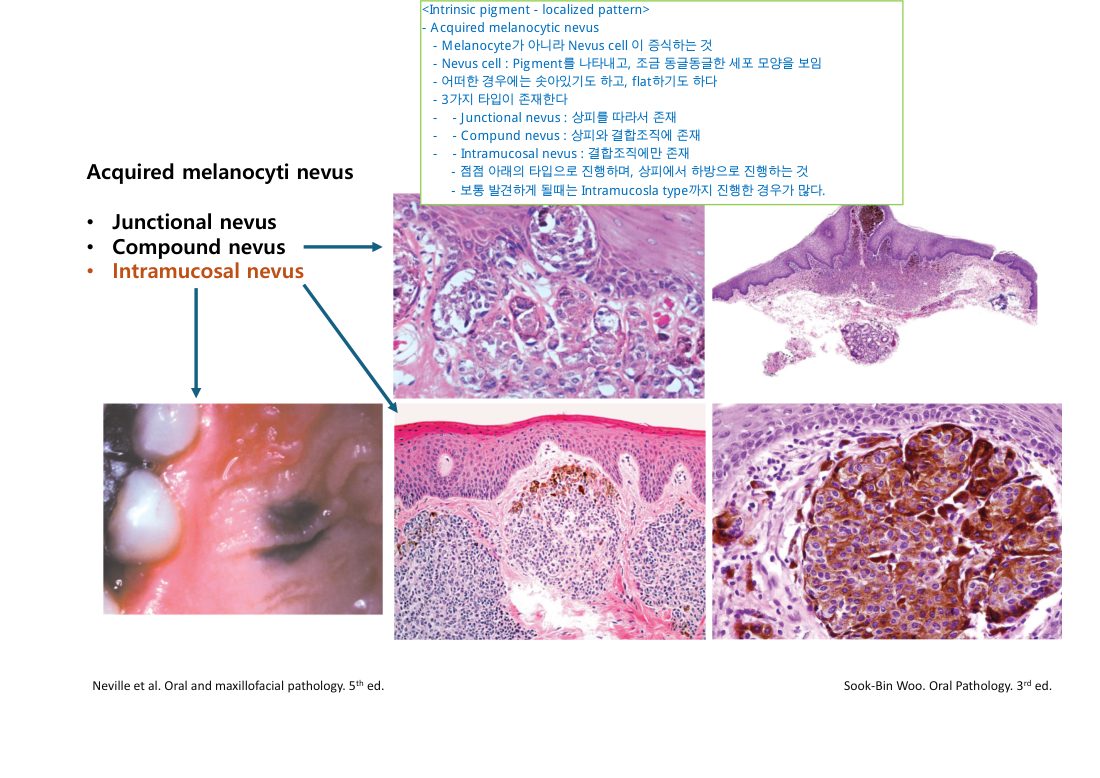 <Intrinsic pigment - localized pattern>
- Acquired melanocytic nevus
- Melanocyte가 아니라 Nevus cell 이 증식하는 것
- Nevus cell : Pigment를 나타내고, 조금 동글동글한 세포 모양을 보임
- 어떠한 경우에는 솟아있기도 하고, flat하기도 하다
- 3가지 타입이 존재한다
- - Junctional nevus : 상피를 따라서 존재
- - Compund nevus : 상피와 결합조직에 존재
- - Intramucosal nevus : 결합조직에만 존재
- 점점 아래의 타입으로 진행하며, 상피에서 하방으로 진행하는 것
- 보통 발견하게 될때는 Intramucosla type까지 진행한 경우가 많다.
Acquired melanocyti nevus
• Junctional nevus
• Compound nevus
• Intramucosal nevus
Neville et al. Oral and maxillofacial pathology. 5th ed.
Sook-Bin Woo. Oral Pathology. 3rd ed.